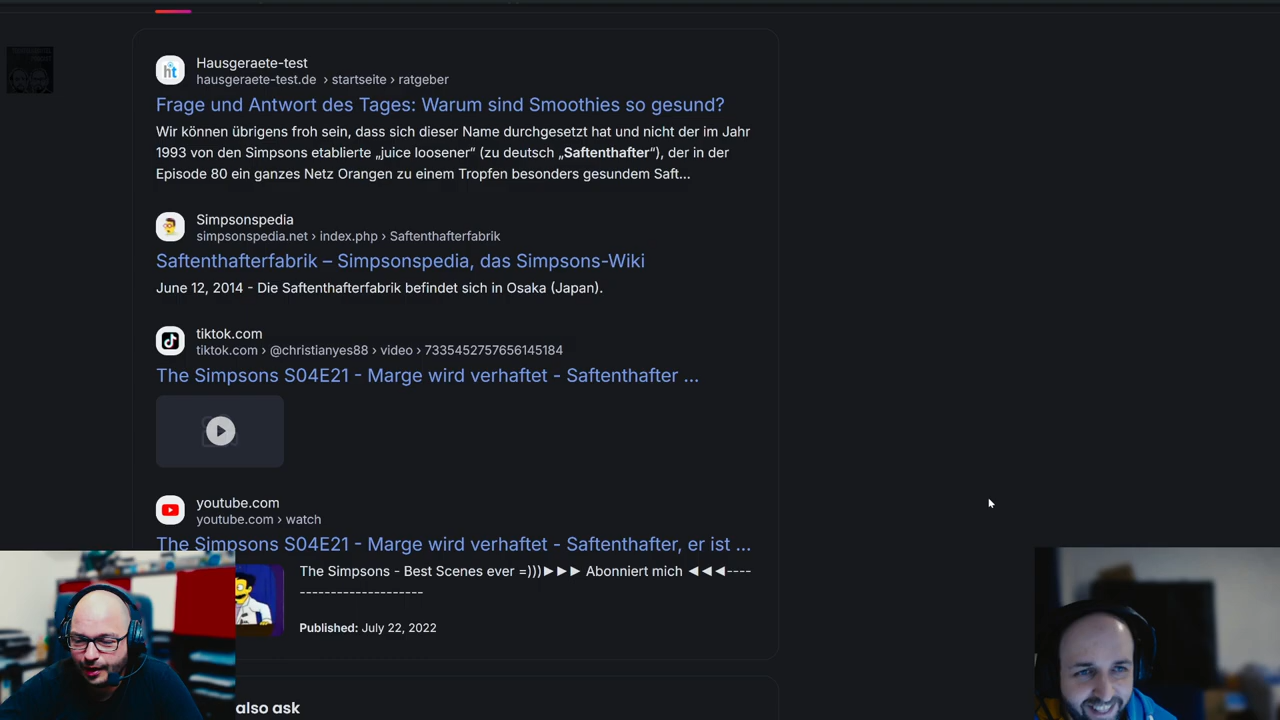 Hausgeraete-test
hausgeraete-test.de › startseite › ratgeber
Frage und Antwort des Tages: Warum sind Smoothies so gesund?
Wir können übrigens froh sein, dass sich dieser Name durchgesetzt hat und nicht der im Jahr
1993 von den Simpsons etablierte „juice loosener“ (zu deutsch „Saftenthafter“), der in der
Episode 80 ein ganzes Netz Orangen zu einem Tropfen besonders gesundem Saft...
Simpsonspedia
simpsonspedia.net › index.php › Saftenthafterfabrik
Saftenthafterfabrik – Simpsonspedia, das Simpsons-Wiki
June 12, 2014 - Die Saftenthafterfabrik befindet sich in Osaka (Japan).
tiktok.com
tiktok.com › @christianyes88 › video › 7335452757656145184
The Simpsons S04E21 - Marge wird verhaftet - Saftenthafter ...
youtube.com
youtube.com › watch
The Simpsons S04E21 - Marge wird verhaftet - Saftenthafter, er ist ...
The Simpsons - Best Scenes ever =)))►►► Abonniert mich ◄◄◄----
--------------------
Published: July 22, 2022
also ask